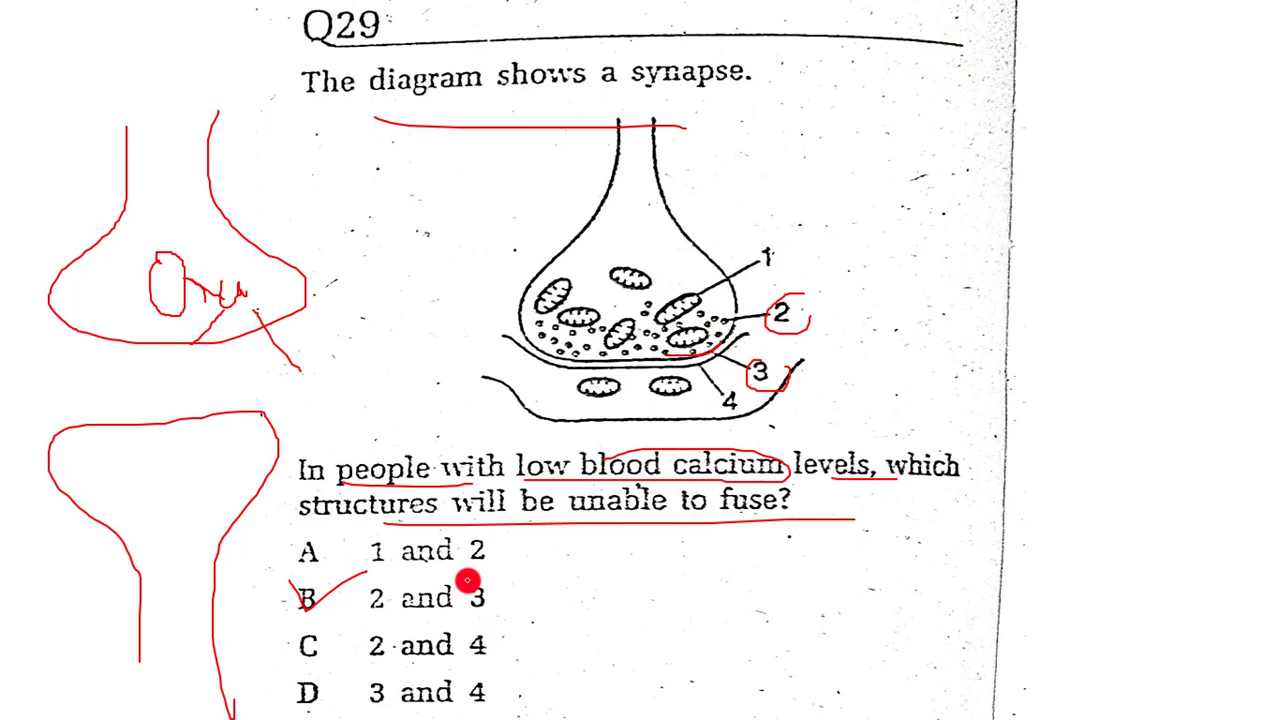 Q29
The diagram shows a synapse.
1
2
3
4
In people with low blood calcium levels, which
structures will be unable to fuse?
A 1 and 2
B 2 and 3
C 2 and 4
D 3 and 4